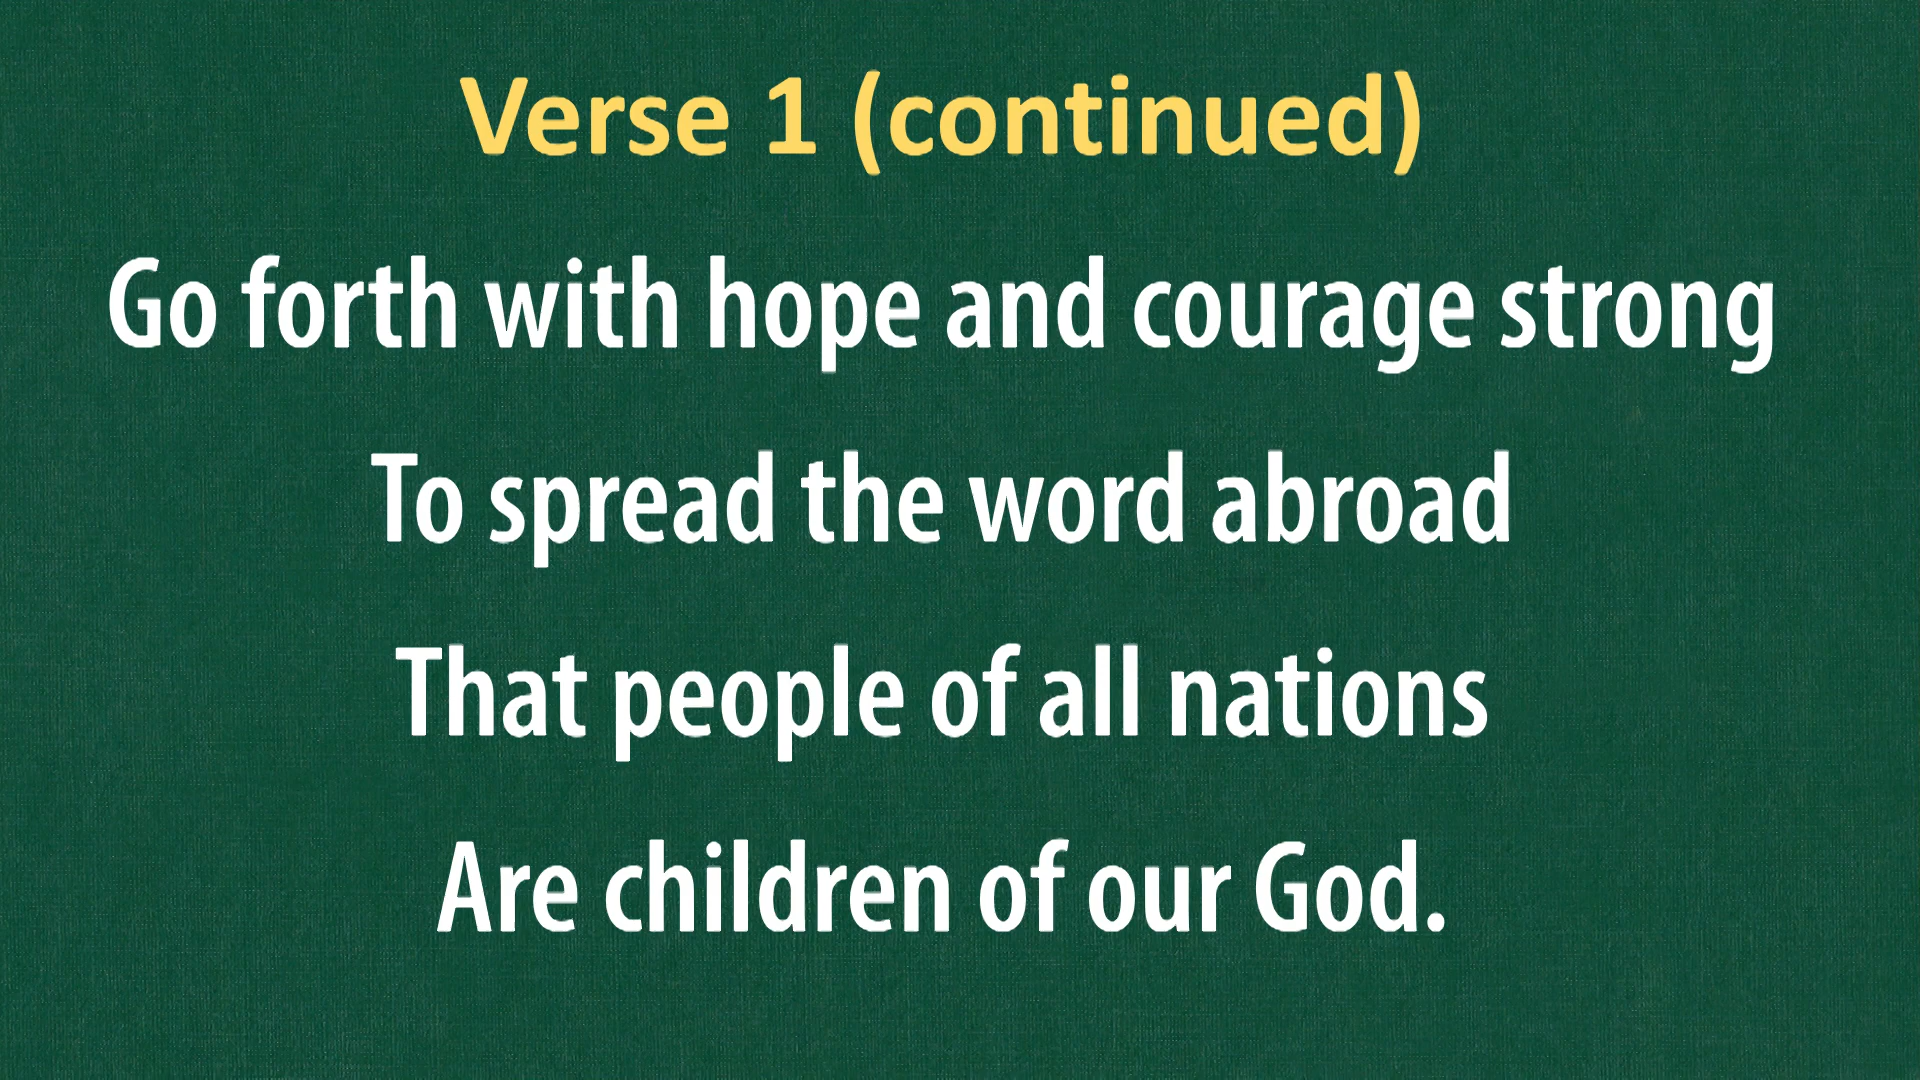 Verse 1 (continued)
Go forth with hope and courage strong
To spread the word abroad
That people of all nations
Are children of our God.